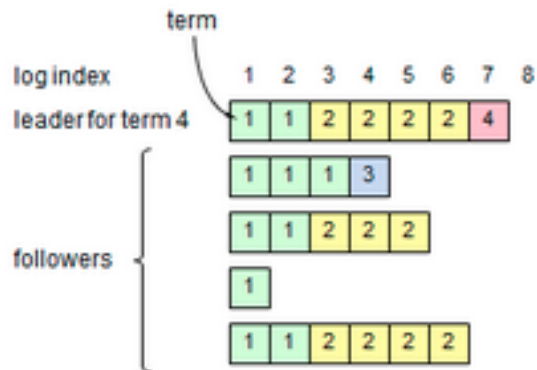 term
log index 1 2 3 4 5 6 7 8
leader for term 4 1 1 2 2 2 2 4
1 1 1 3
1 1 2 2 2
followers
1
1 1 2 2 2 2